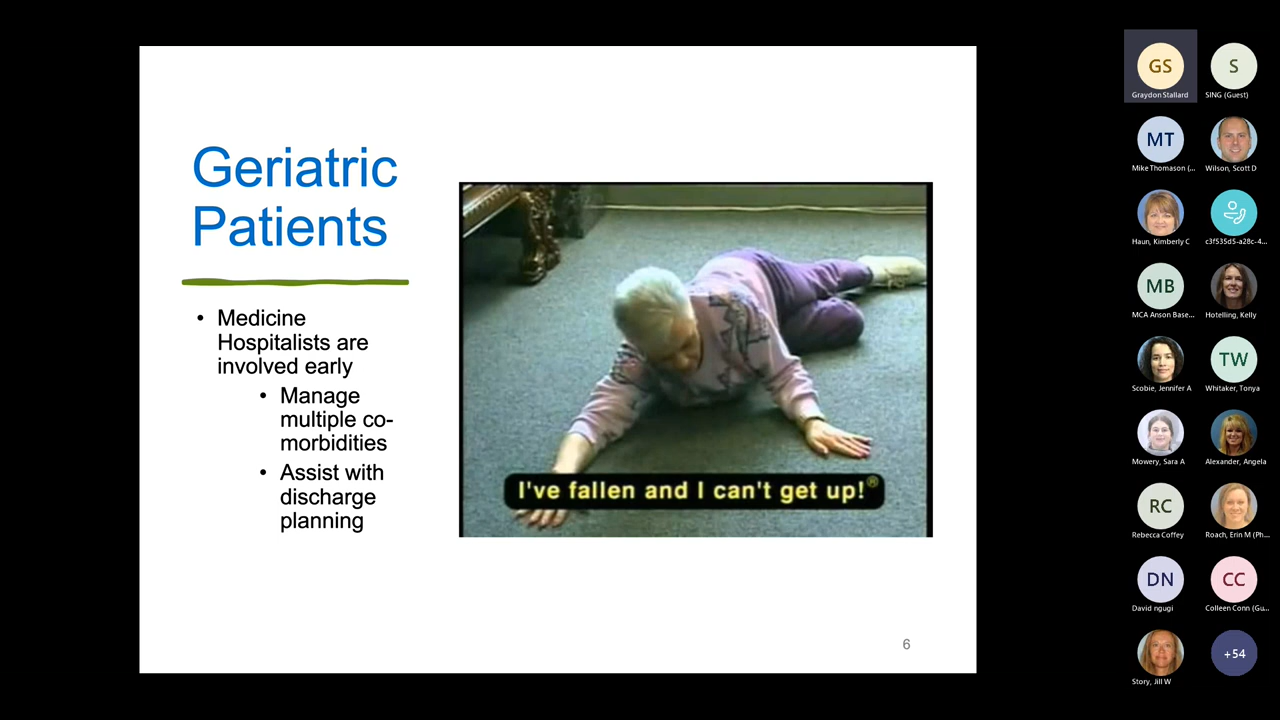 Geriatric
Patients
• Medicine
Hospitalists are
involved early
• Manage
multiple co-
morbidities
• Assist with
discharge
planning
I've fallen and I can't get up!®
6
GS
Graydon Stallard
S
SING (Guest)
MT
Mike Thomason (...
Wilson, Scott D
Haun, Kimberly C
c3f535d5-a28c-4...
MB
MCA Anson Base...
Hotelling, Kelly
Scobie, Jennifer A
TW
Whitaker, Tonya
Mowery, Sara A
Alexander, Angela
RC
Rebecca Coffey
Roach, Erin M (Ph...
DN
David ngugi
CC
Colleen Conn (Gu...
Story, Jill W
+54